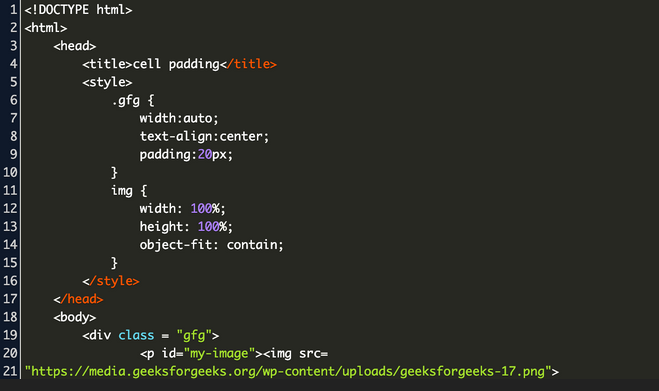 1 <!DOCTYPE html>
2 <html>
3     <head>
4         <title>cell padding</title>
5         <style>
6             .gfg {
7                 width:auto;
8                 text-align:center;
9                 padding:20px;
10             }
11             img {
12                 width: 100%;
13                 height: 100%;
14                 object-fit: contain;
15             }
16         </style>
17     </head>
18     <body>
19         <div class = "gfg">
20                 <p id="my-image"><img src=
21 "https://media.geeksforgeeks.org/wp-content/uploads/geeksforgeeks-17.png">